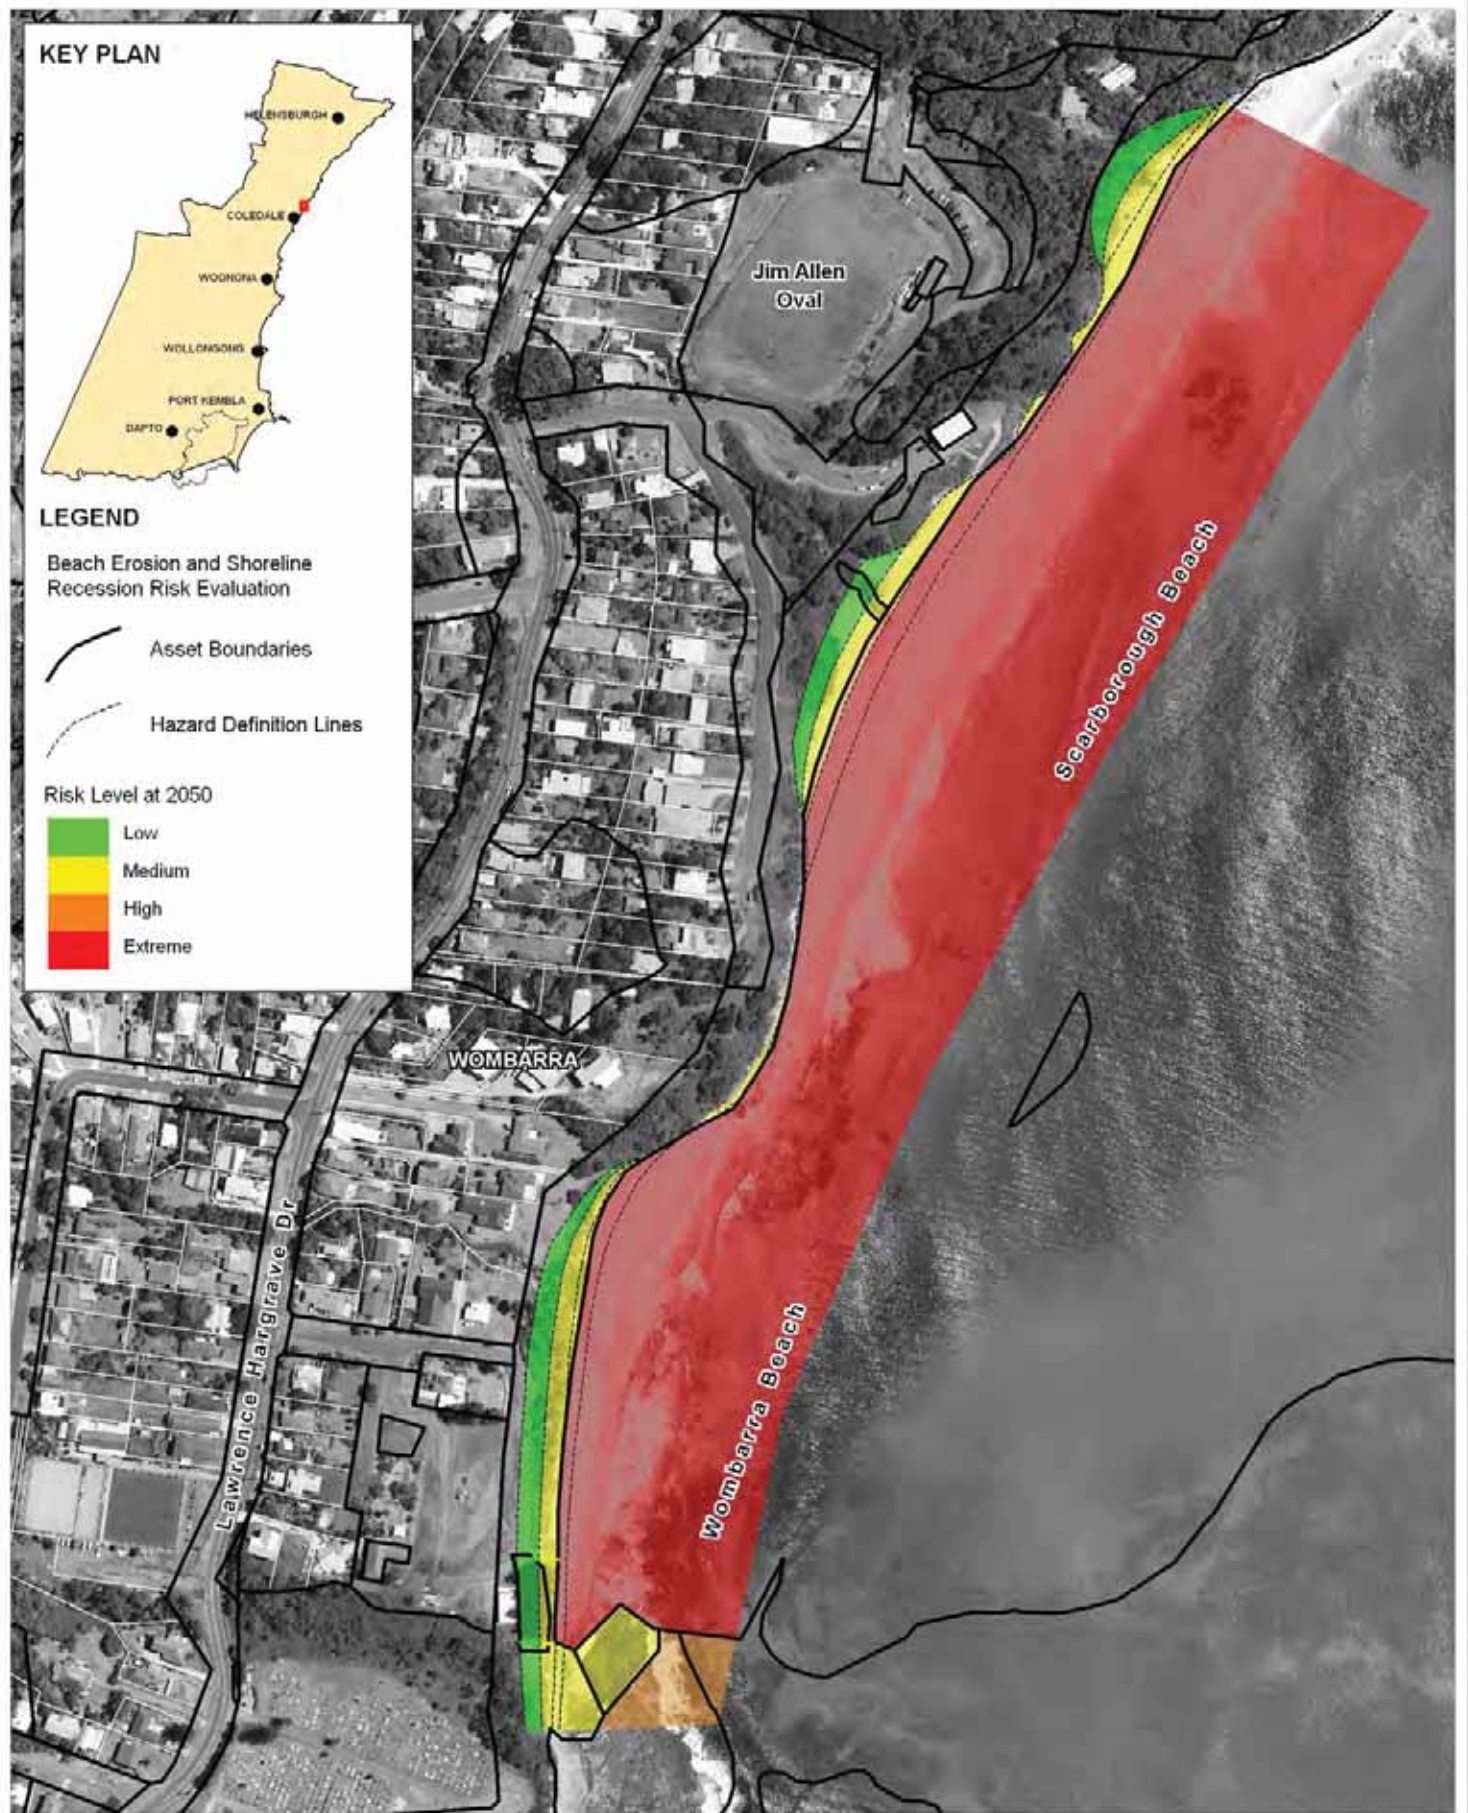 KEY PLAN
HELENSBURGH
COLEDALE
WOONONA
WOLLONGONG
PORT KEMBLA
DAPTO
LEGEND
Beach Erosion and Shoreline
Recession Risk Evaluation
Asset Boundaries
Hazard Definition Lines
Risk Level at 2050
Low
Medium
High
Extreme
Jim Allen
Oval
Scarborough Beach
WOMBARRA
Lawrence Hargrave Dr
Wombarra Beach